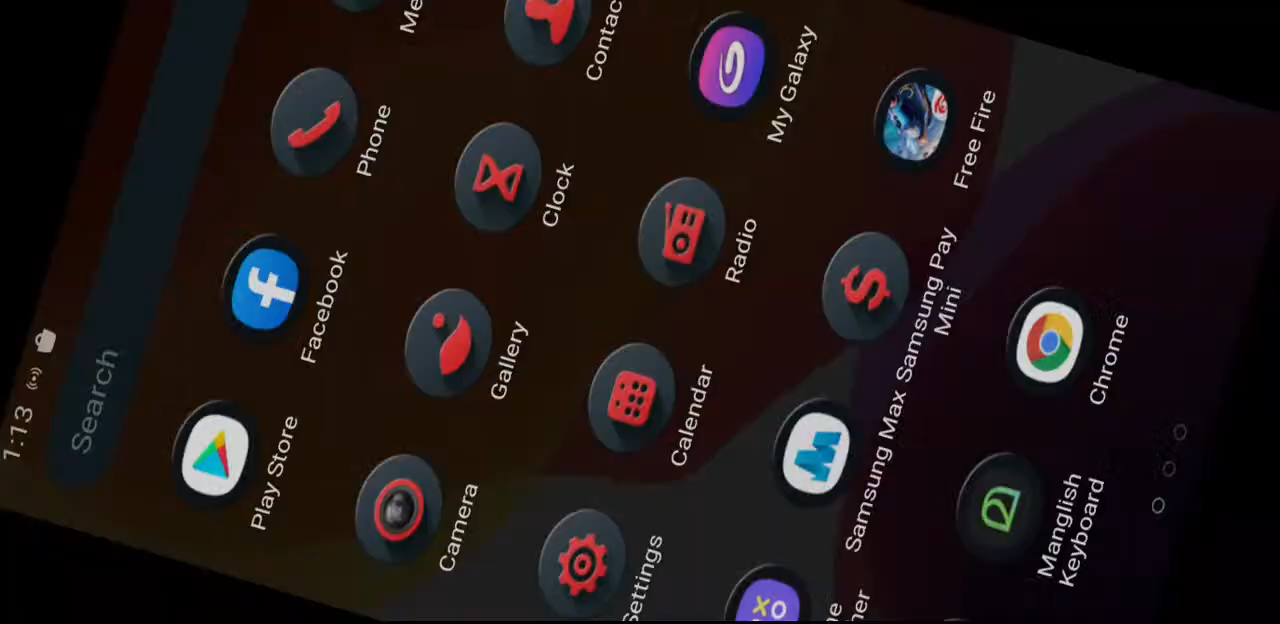 1:13
Search
Play Store
Facebook
Phone
Camera
Gallery
Clock
Settings
Calendar
Radio
My Galaxy
Samsung Max
Samsung Pay
Mini
Free Fire
Manglish
Keyboard
Chrome